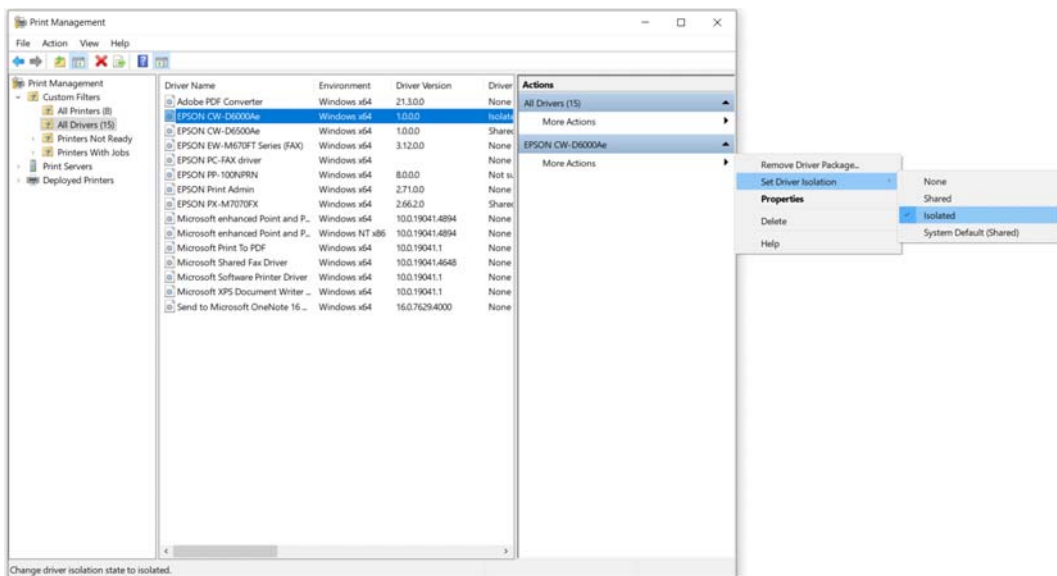 Print Management
File Action View Help
Print Management
Custom Filters
All Printers (8)
All Drivers (15)
Printers Not Ready
Printers With Jobs
Print Servers
Deployed Printers
Driver Name Environment Driver Version Driver
Adobe PDF Converter Windows x64 21.3.0.0 None
EPSON CW-D6000Ae Windows x64 1.0.0.0 Isolate
EPSON CW-D6500Ae Windows x64 1.0.0.0 Shared
EPSON EW-M670FT Series (FAX) Windows x64 3.12.0.0 None
EPSON PC-FAX driver Windows x64 None
EPSON PP-100NPRN Windows x64 8.0.0.0 Not su
EPSON Print Admin Windows x64 2.71.0.0 None
EPSON PX-M7070FX Windows x64 2.66.2.0 Shared
Microsoft enhanced Point and P... Windows x64 10.0.19041.4894 None
Microsoft enhanced Point and P... Windows NT x86 10.0.19041.4894 None
Microsoft Print To PDF Windows x64 10.0.19041.1 None
Microsoft Shared Fax Driver Windows x64 10.0.19041.4648 None
Microsoft Software Printer Driver Windows x64 10.0.19041.1 None
Microsoft XPS Document Writer ... Windows x64 10.0.19041.1 None
Send to Microsoft OneNote 16 ... Windows x64 16.0.7629.4000 None
Actions
All Drivers (15)
More Actions
EPSON CW-D6000Ae
More Actions
Remove Driver Package...
Set Driver Isolation
Properties
Delete
Help
None
Shared
Isolated
System Default (Shared)
Change driver isolation state to isolated.